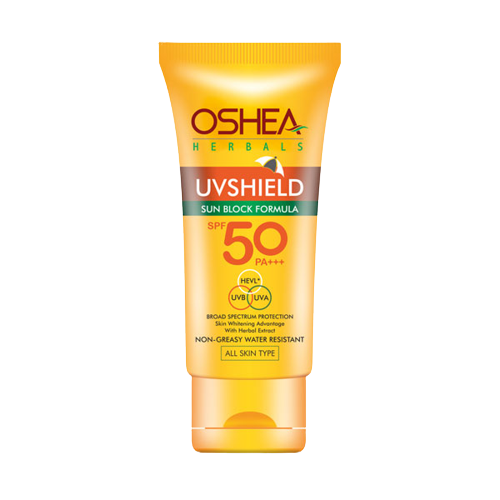 OSHEA
HERBALS
UVSHIELD
SUN BLOCK FORMULA
SPF 50
PA+++
HEVL*
UVB UVA
BROAD SPECTRUM PROTECTION
Skin Whitening Advantage
With Herbal Extract
NON-GREASY WATER RESISTANT
ALL SKIN TYPE